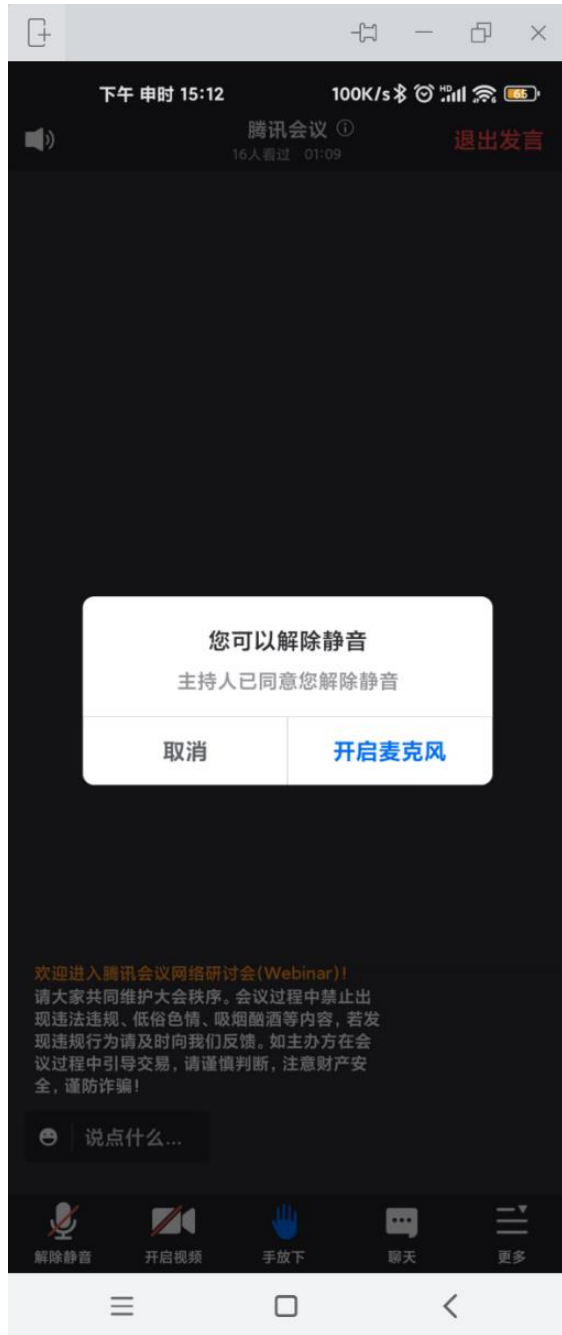 下午 申时 15:12
100K/s
HD
65
腾讯会议
16人看过 01:09
退出发言
您可以解除静音
主持人已同意您解除静音
取消
开启麦克风
欢迎进入腾讯会议网络研讨会(Webinar)!
请大家共同维护大会秩序。会议过程中禁止出
现违法违规、低俗色情、吸烟酗酒等内容，若发
现违规行为请及时向我们反馈。如主办方在会
议过程中引导交易，请谨慎判断，注意财产安
全，谨防诈骗！
说点什么...
解除静音
开启视频
手放下
聊天
更多